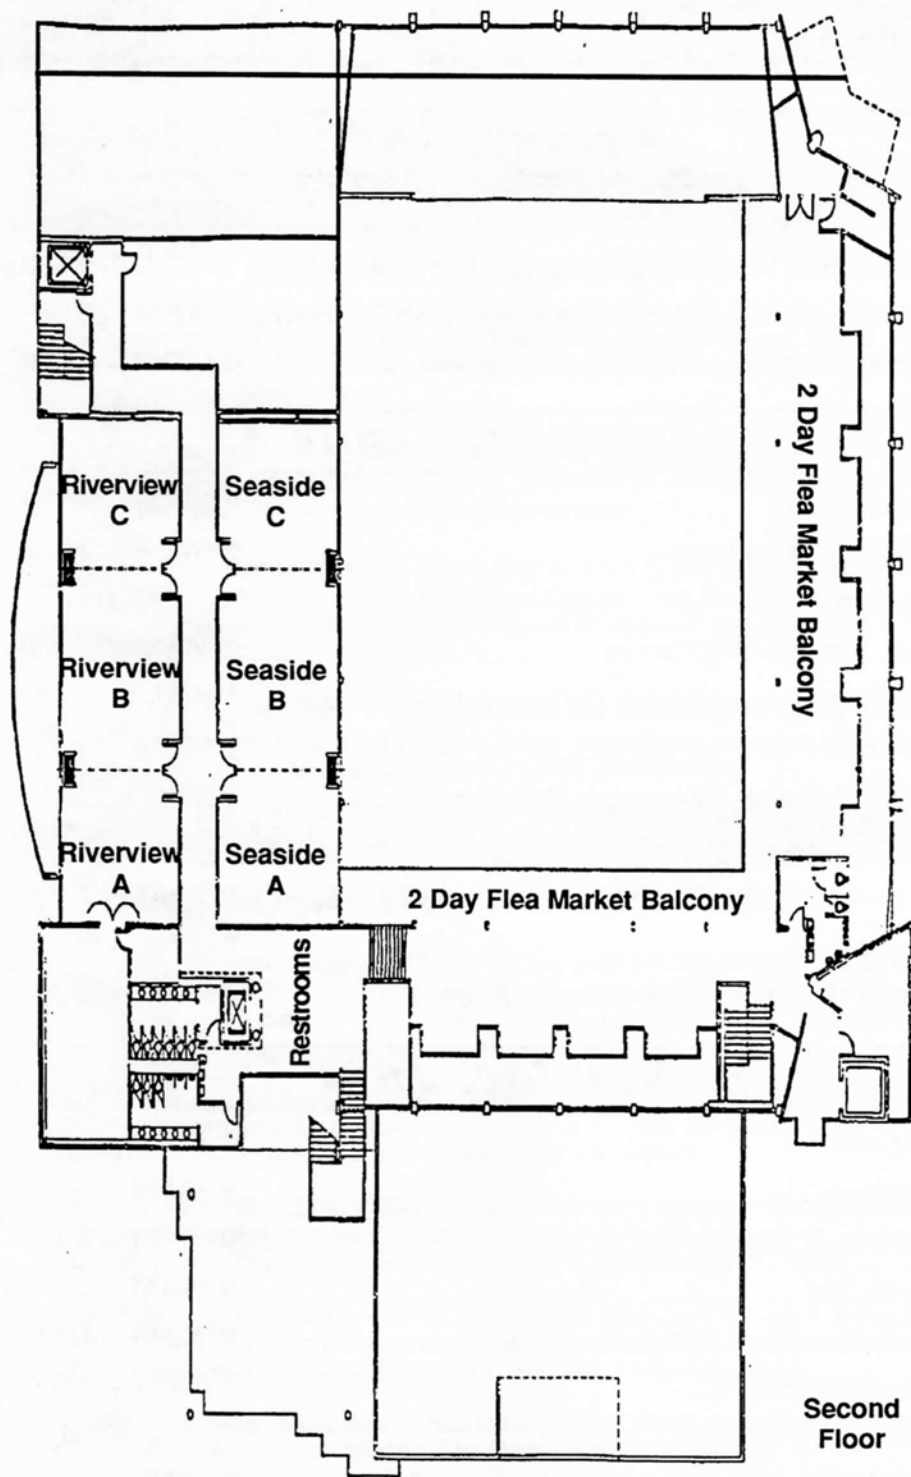 Riverview
C
Seaside
C
2 Day Flea Market Balcony
Riverview
B
Seaside
B
Riverview
A
Seaside
A
2 Day Flea Market Balcony
Restrooms
Second
Floor